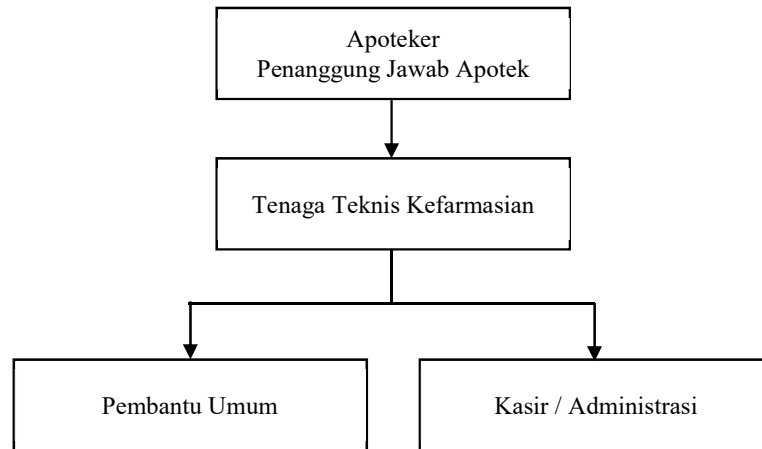 Apoteker
Penanggung Jawab Apotek
Tenaga Teknis Kefarmasian
Pembantu Umum
Kasir / Administrasi